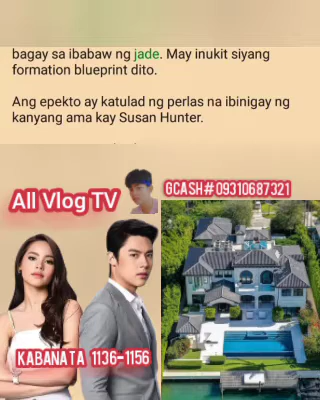 bagay sa ibabaw ng jade. May inukit siyang
formation blueprint dito.
Ang epekto ay katulad ng perlas na ibinigay ng
kanyang ama kay Susan Hunter.
All Vlog TV
GCASH#09310687321
KABANATA 1136-1156